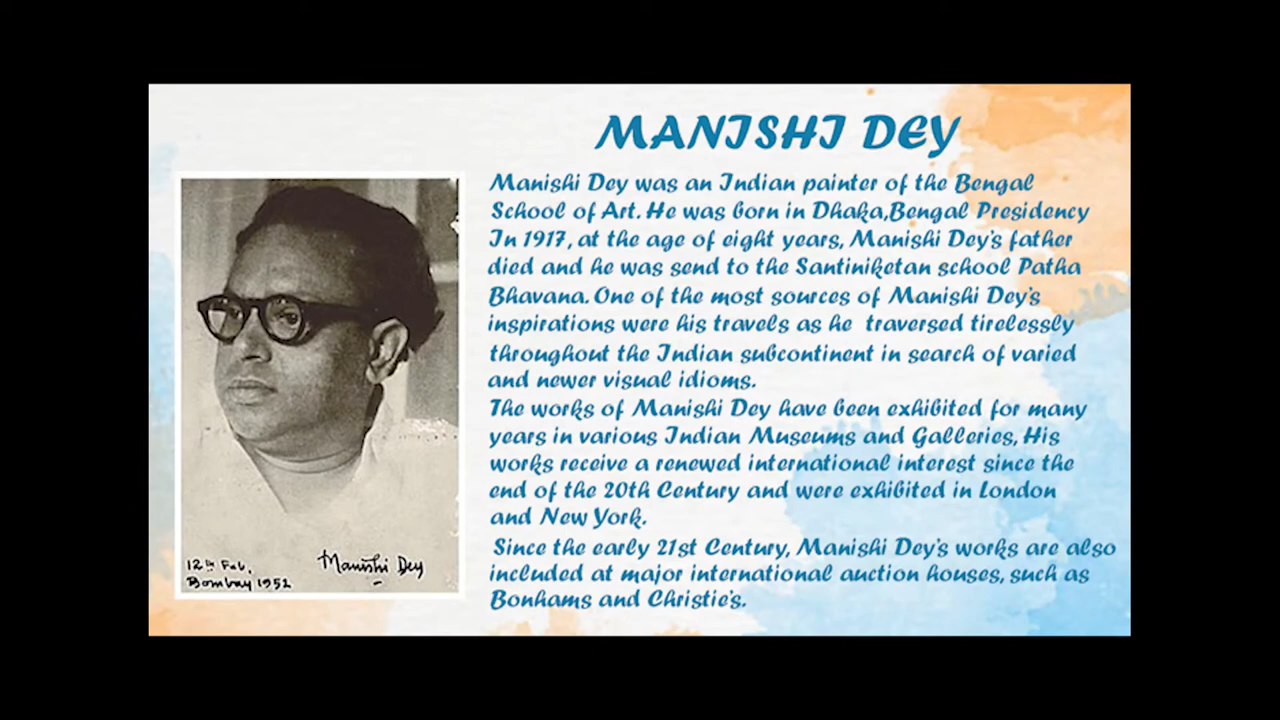 MANISHI DEY
Manishi Dey was an Indian painter of the Bengal
School of Art. He was born in Dhaka,Bengal Presidency
In 1917, at the age of eight years, Manishi Dey's father
died and he was send to the Santiniketan school Patha
Bhavana. One of the most sources of Manishi Dey's
inspirations were his travels as he traversed tirelessly
throughout the Indian subcontinent in search of varied
and newer visual idioms.
The works of Manishi Dey have been exhibited for many
years in various Indian Museums and Galleries, His
works receive a renewed international interest since the
end of the 20th Century and were exhibited in London
and New York.
Since the early 21st Century, Manishi Dey's works are also
included at major international auction houses, such as
Bonhams and Christie's.
12th Feb.
Bombay 1952
Manishi Dey